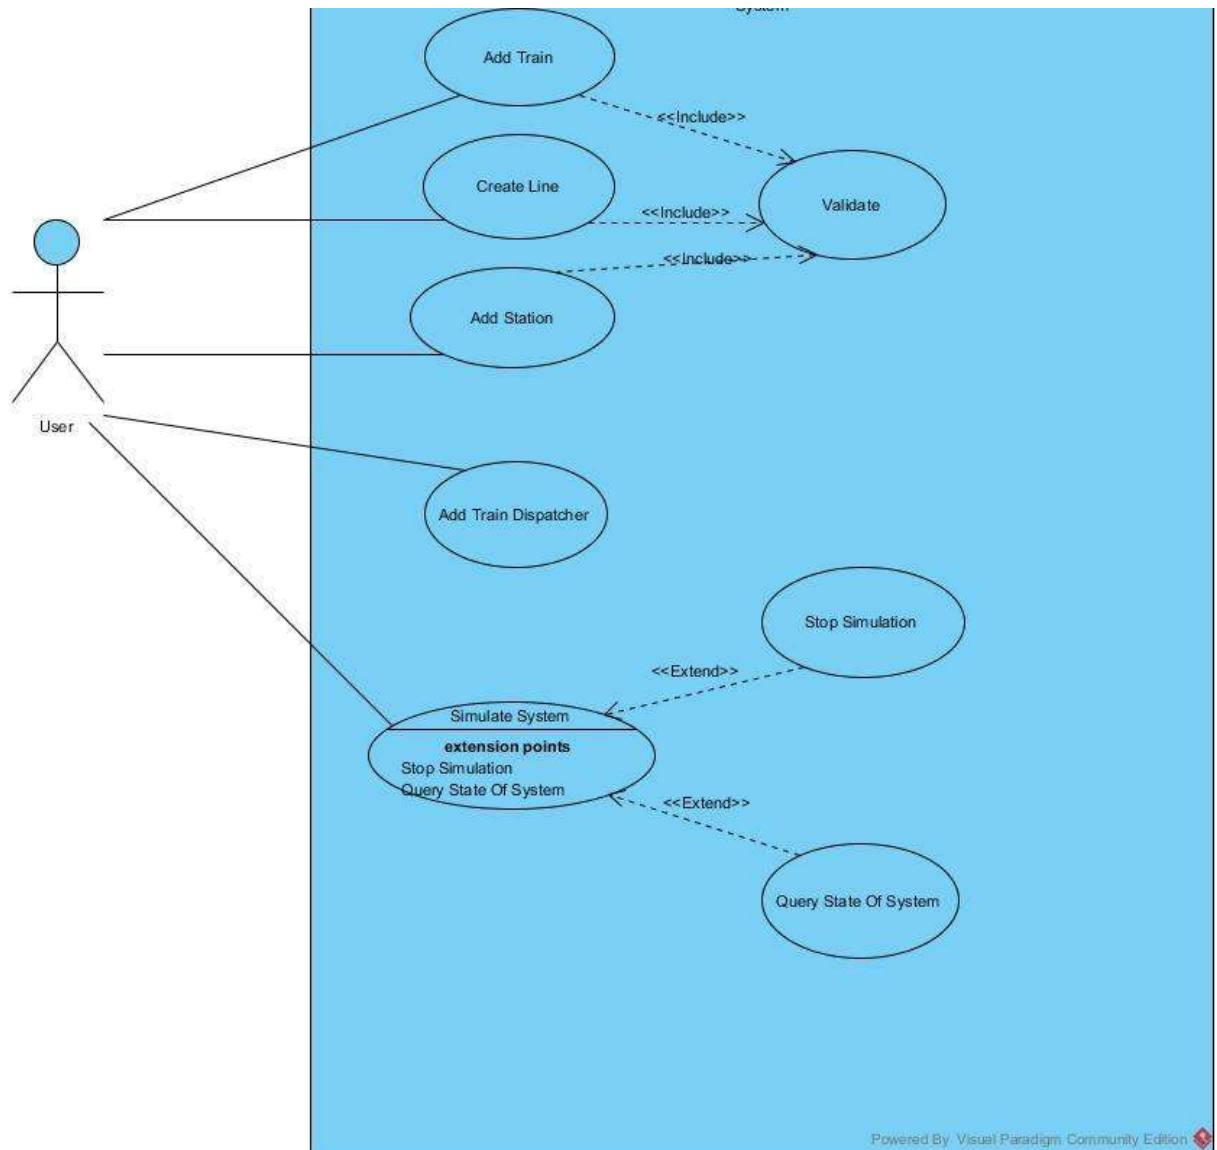 System
Add Train
<<Include>>
Create Line
<<Include>>
Validate
<<Include>>
Add Station
User
Add Train Dispatcher
Stop Simulation
<<Extend>>
Simulate System
extension points
Stop Simulation
Query State Of System
<<Extend>>
Query State Of System
Powered By Visual Paradigm Community Edition